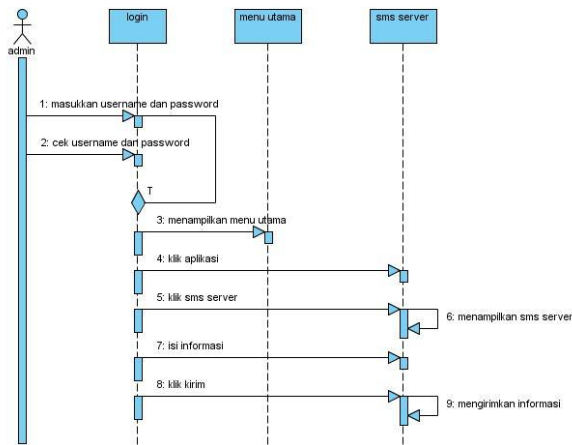 login
menu utama
sms server
admin
1: masukkan username dan password
2: cek username dan password
T
3: menampilkan menu utama
4: klik aplikasi
5: klik sms server
6: menampilkan sms server
7: isi informasi
8: klik kirim
9: mengirimkan informasi